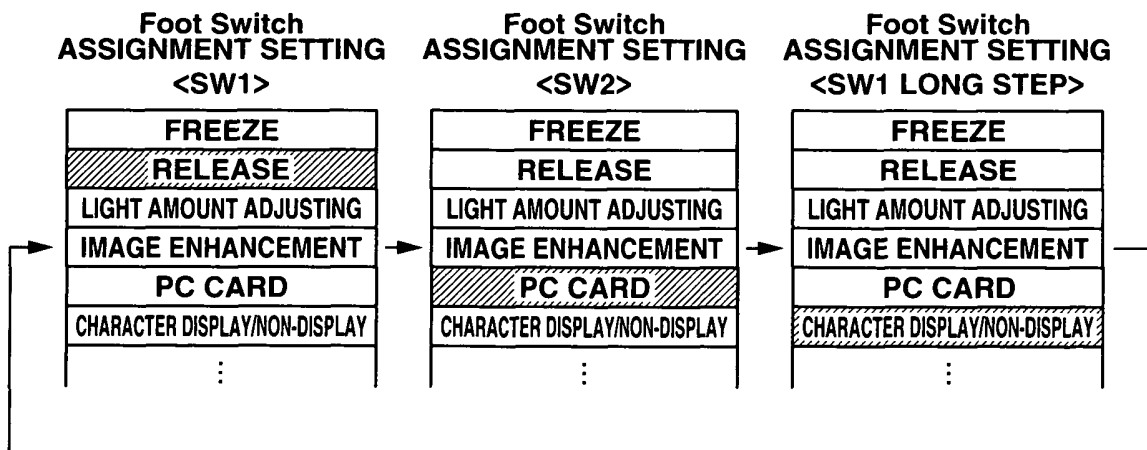 Foot Switch
ASSIGNMENT SETTING
<SW1>
FREEZE
RELEASE
LIGHT AMOUNT ADJUSTING
IMAGE ENHANCEMENT
PC CARD
CHARACTER DISPLAY/NON-DISPLAY
⋮
Foot Switch
ASSIGNMENT SETTING
<SW2>
FREEZE
RELEASE
LIGHT AMOUNT ADJUSTING
IMAGE ENHANCEMENT
PC CARD
CHARACTER DISPLAY/NON-DISPLAY
⋮
Foot Switch
ASSIGNMENT SETTING
<SW1 LONG STEP>
FREEZE
RELEASE
LIGHT AMOUNT ADJUSTING
IMAGE ENHANCEMENT
PC CARD
CHARACTER DISPLAY/NON-DISPLAY
⋮